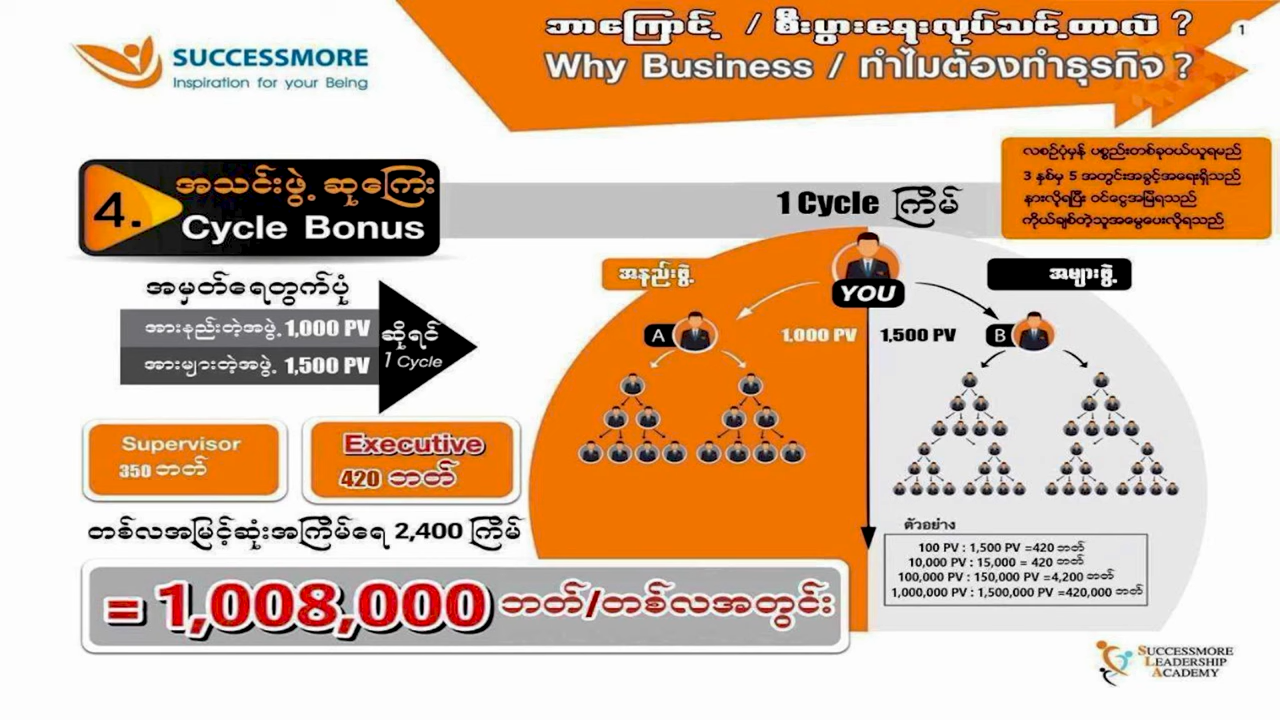 SUCCESSMORE
Inspiration for your Being
ဘာကြောင့် / စီးပွားရေးလုပ်သင့်တာလဲ ?
Why Business / ทำไมต้องทำธุรกิจ ?
1
4.
အသင်းဖွဲ့ ဆုကြေး
Cycle Bonus
1 Cycle ကြိမ်
လစဉ်ပုံမှန် ပစ္စည်းတစ်ခုဝယ်ယူရမည်
3 နှစ်မှ 5 အတွင်းအခွင့်အရေးရှိသည်
နားလို့ရပြီး ဝင်ငွေအမြဲရသည်
ကိုယ်ချစ်တဲ့သူအမွေပေးလို့ရသည်
အမှတ်ရေတွက်ပုံ
အားနည်းတဲ့အဖွဲ့ 1,000 PV
အားများတဲ့အဖွဲ့ 1,500 PV
ဆိုရင်
1 Cycle
အနည်းဖွဲ့
အများဖွဲ့
YOU
A
1,000 PV
1,500 PV
B
Supervisor
350 ဘတ်
Executive
420 ဘတ်
တစ်လအမြင့်ဆုံးအကြိမ်ရေ 2,400 ကြိမ်
= 1,008,000 ဘတ်/တစ်လအတွင်း
ตัวอย่าง
100 PV : 1,500 PV =420 ဘတ်
10,000 PV : 15,000 = 420 ဘတ်
100,000 PV : 150,000 PV =4,200 ဘတ်
1,000,000 PV : 1,500,000 PV =420,000 ဘတ်
SUCCESSMORE
LEADERSHIP
ACADEMY